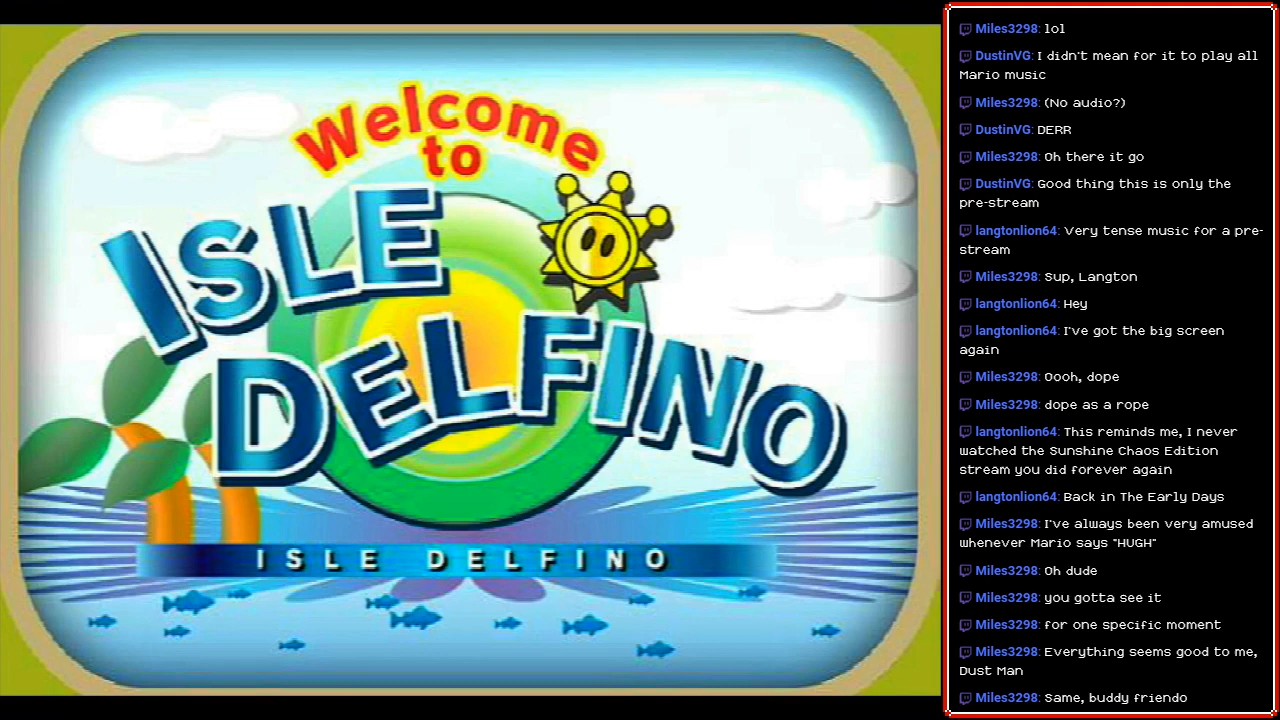 Welcome
to
ISLE
DELFINO
ISLE DELFINO
Miles3298: lol
DustinVG: I didn't mean for it to play all
Mario music
Miles3298: (No audio?)
DustinVG: DERR
Miles3298: Oh there it go
DustinVG: Good thing this is only the
pre-stream
langtonlion64: Very tense music for a pre-
stream
Miles3298: Sup, Langton
langtonlion64: Hey
langtonlion64: I've got the big screen
again
Miles3298: Oooh, dope
Miles3298: dope as a rope
langtonlion64: This reminds me, I never
watched the Sunshine Chaos Edition
stream you did forever again
langtonlion64: Back in The Early Days
Miles3298: I've always been very amused
whenever Mario says "HUGH"
Miles3298: Oh dude
Miles3298: you gotta see it
Miles3298: for one specific moment
Miles3298: Everything seems good to me,
Dust Man
Miles3298: Same, buddy friendo